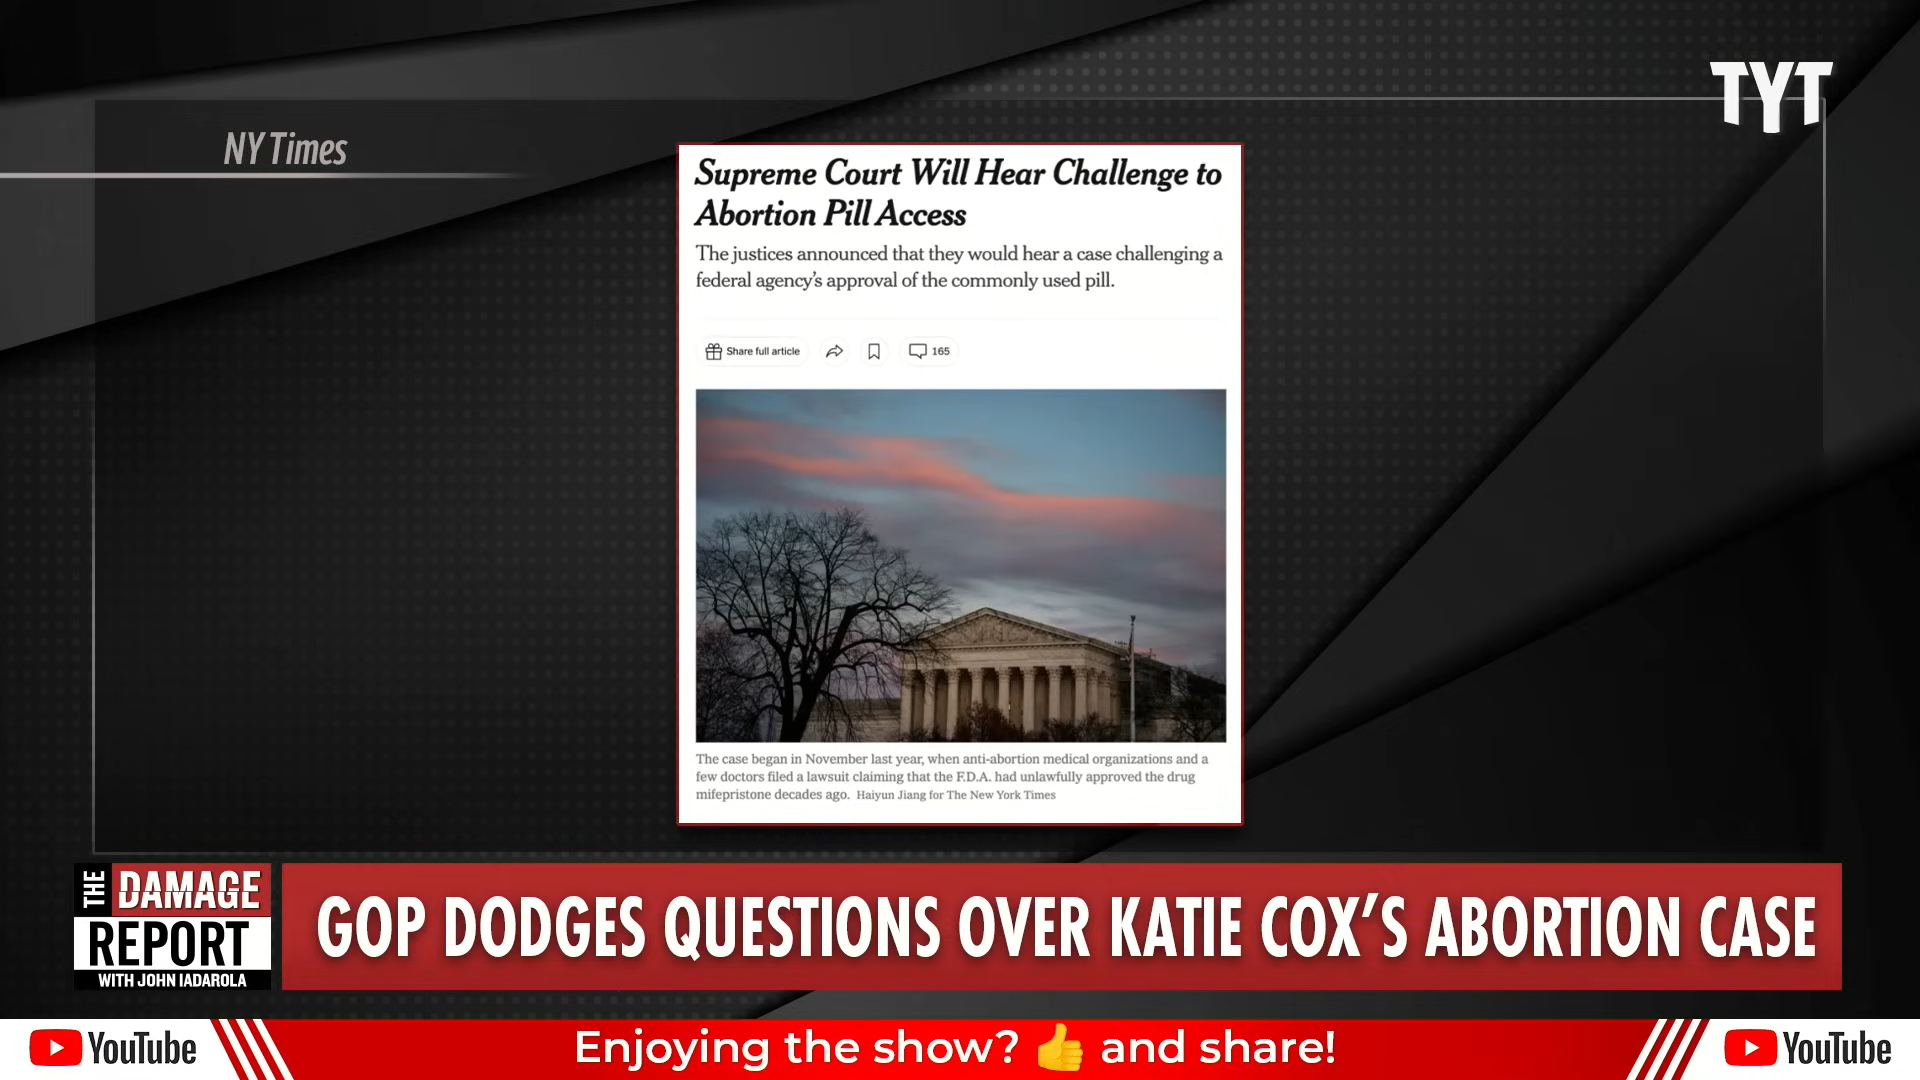 TYT
NY Times
Supreme Court Will Hear Challenge to
Abortion Pill Access
The justices announced that they would hear a case challenging a
federal agency's approval of the commonly used pill.
Share full article
165
The case began in November last year, when anti-abortion medical organizations and a
few doctors filed a lawsuit claiming that the F.D.A. had unlawfully approved the drug
mifepristone decades ago. Haiyun Jiang for The New York Times
THE DAMAGE
REPORT
WITH JOHN IADAROLA
GOP DODGES QUESTIONS OVER KATIE COX'S ABORTION CASE
YouTube
Enjoying the show? 👍 and share!
YouTube